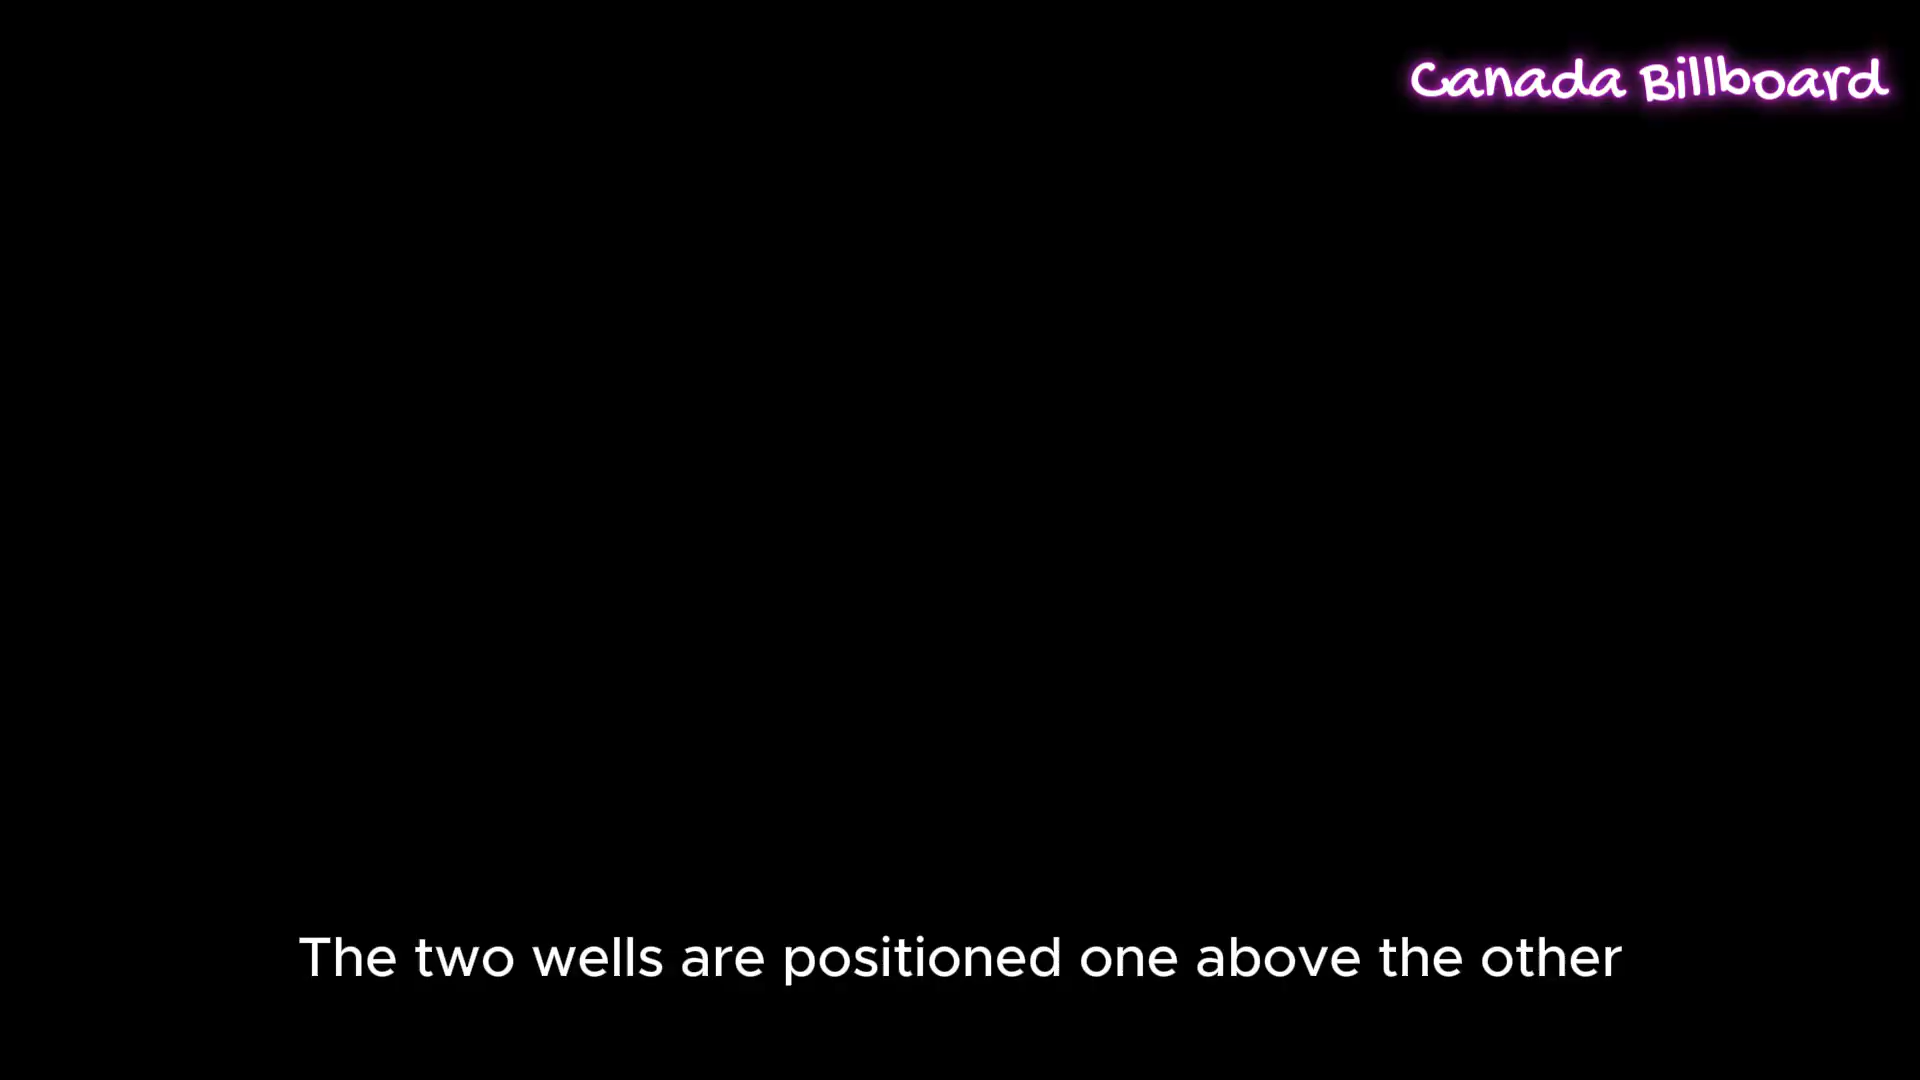 Canada Billboard
The two wells are positioned one above the other